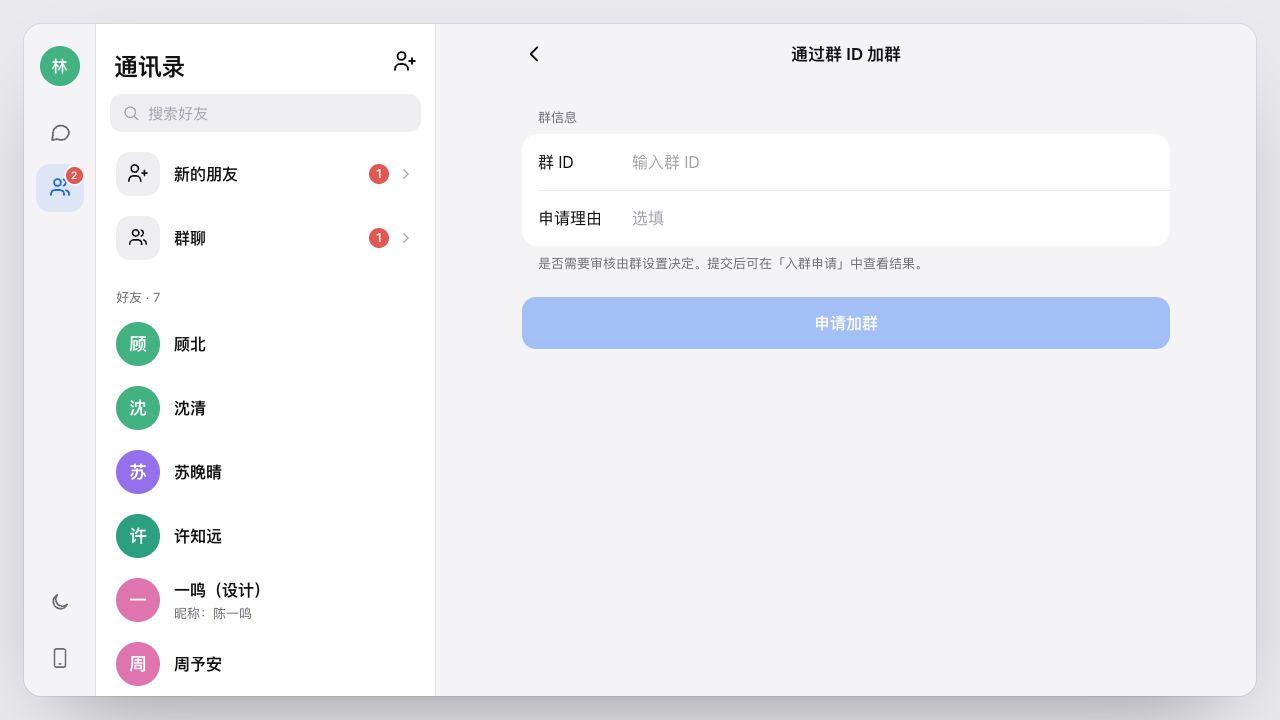 林
2
通讯录
搜索好友
新的朋友
1
群聊
1
好友 · 7
顾
顾北
沈
沈清
苏
苏晚晴
许
许知远
一
一鸣（设计）
昵称：陈一鸣
周
周予安
通过群 ID 加群
群信息
群 ID
输入群 ID
申请理由
选填
是否需要审核由群设置决定。提交后可在「入群申请」中查看结果。
申请加群